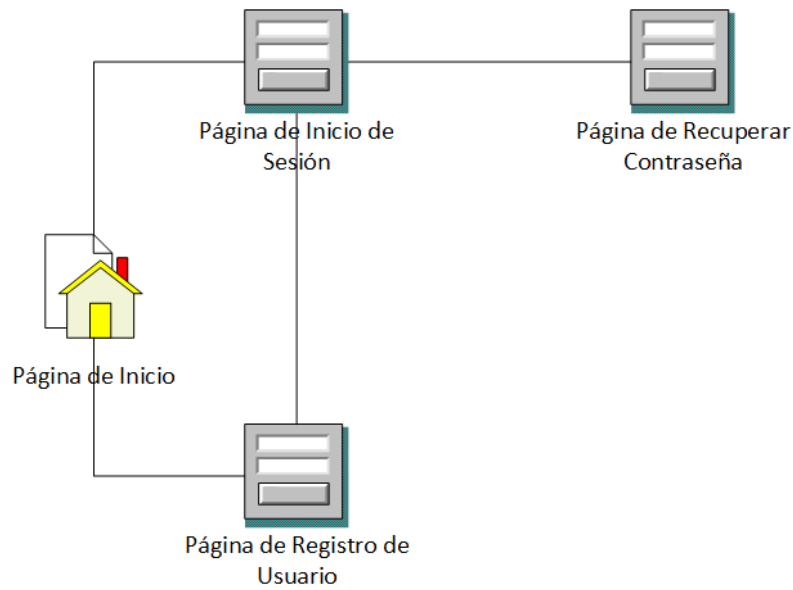 Página de Inicio de
Sesión
Página de Recuperar
Contraseña
Página de Inicio
Página de Registro de
Usuario